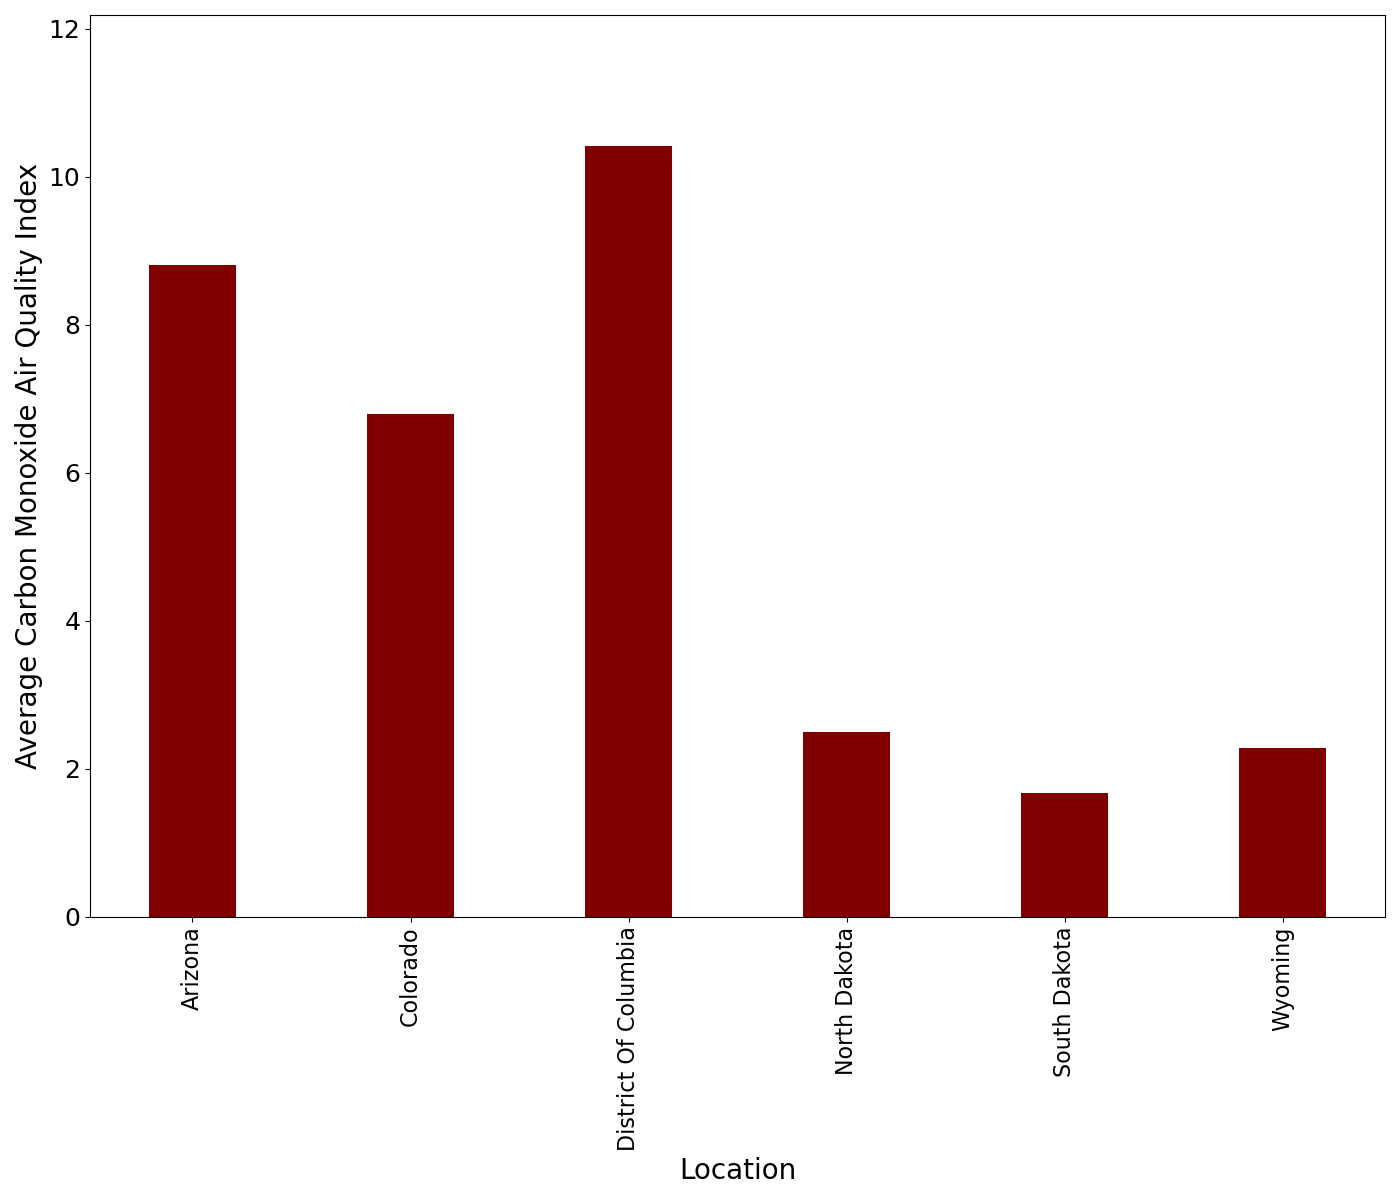 12
10
8
6
4
2
0
Average Carbon Monoxide Air Quality Index
Arizona
Colorado
District Of Columbia
North Dakota
South Dakota
Wyoming
Location